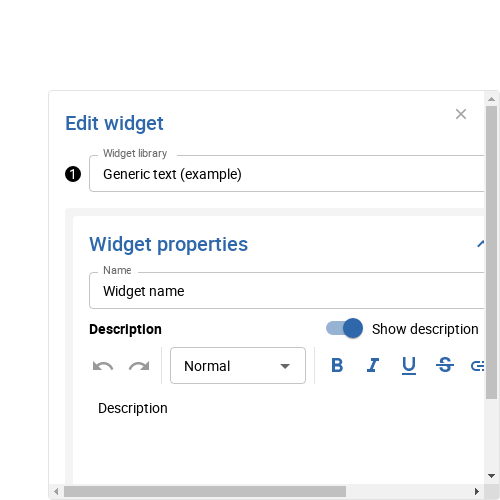 Edit widget
Widget library
1 Generic text (example)
Widget properties
Name
Widget name
Description Show description
Normal B I U S
Description